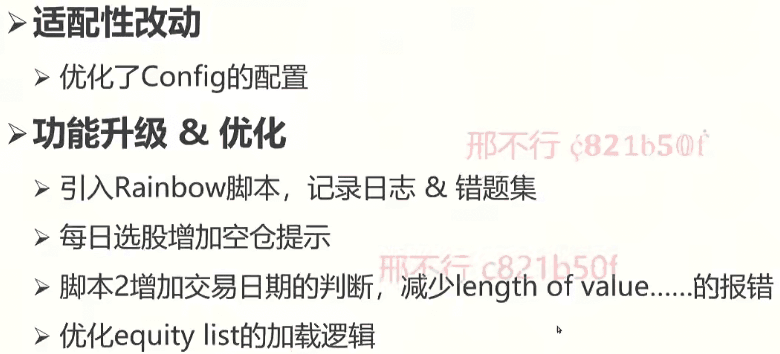 ➢适配性改动
➢优化了Config的配置
➢功能升级 & 优化
邢不行 c821b50f
➢引入Rainbow脚本，记录日志 & 错题集
➢每日选股增加空仓提示
邢不行 c821b50f
➢脚本2增加交易日期的判断，减少length of value......的报错
➢优化equity list的加载逻辑